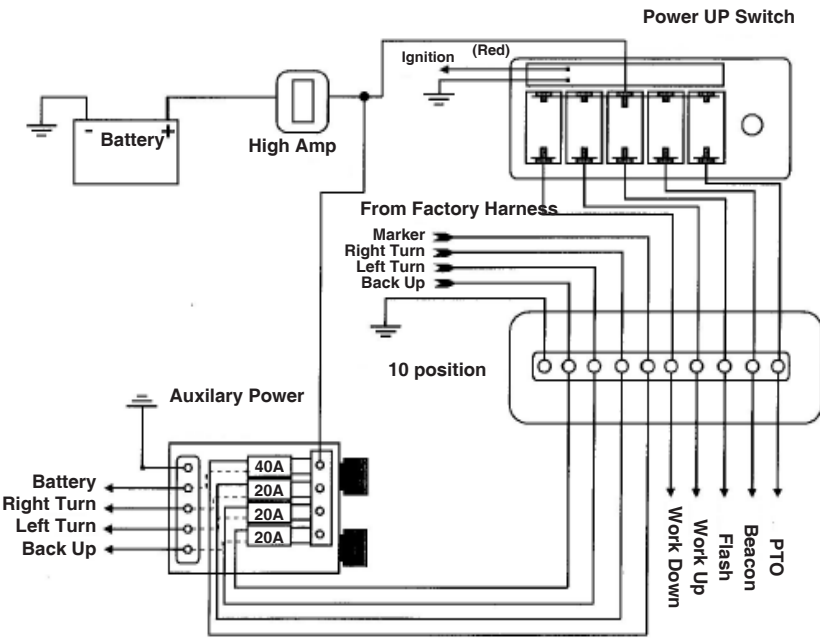 Power UP Switch
Ignition
(Red)
-
Battery
+
High Amp
From Factory Harness
Marker
Right Turn
Left Turn
Back Up
10 position
Auxilary Power
40A
20A
20A
20A
Battery
Right Turn
Left Turn
Back Up
Work Down
Work Up
Flash
Beacon
PTO